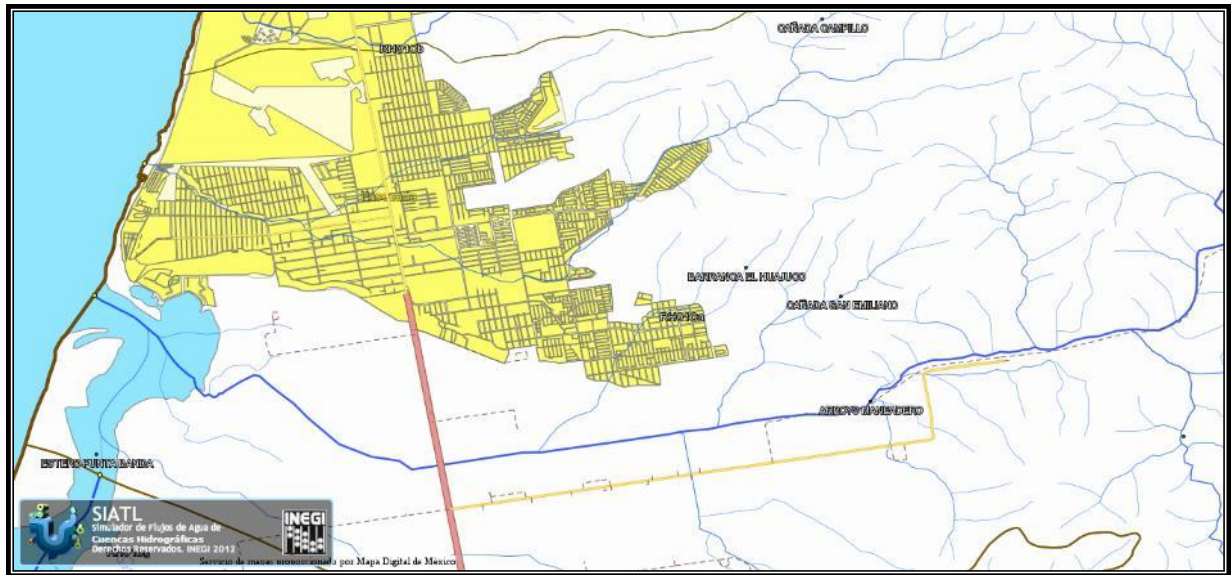 CAÑADA CAMPILLO
BARRANCA EL HUAJUCO
CAÑADA SAN EMILIANO
ARROYO MANEADERO
ESTERO PUNTA BANDA
SIATL
Simulador de Flujos de Agua de
Cuencas Hidrográficas
Derechos Reservados. INEGI 2012
INEGI
Servicio de mapas proporcionado por Mapa Digital de México